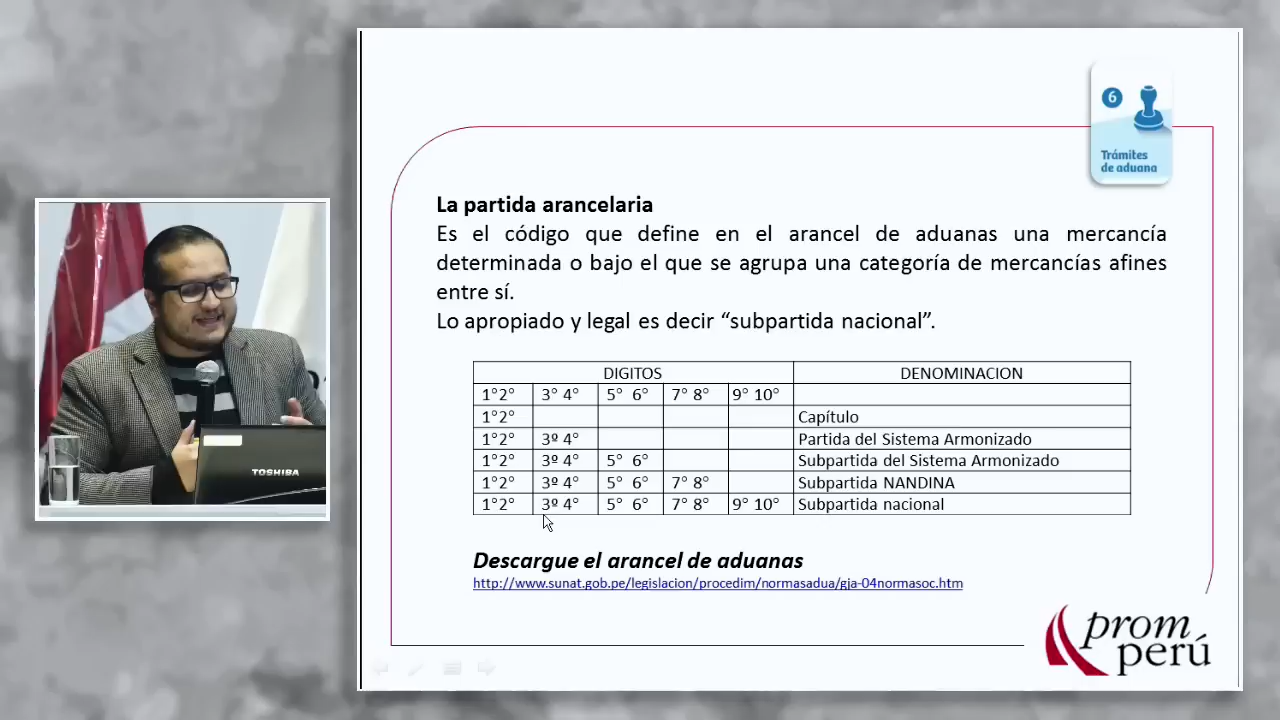 6
Trámites
de aduana
La partida arancelaria
Es el código que define en el arancel de aduanas una mercancía
determinada o bajo el que se agrupa una categoría de mercancías afines
entre sí.
Lo apropiado y legal es decir “subpartida nacional”.
DIGITOS DENOMINACION
1°2° 3° 4° 5° 6° 7° 8° 9° 10°
1°2° Capítulo
1°2° 3º 4° Partida del Sistema Armonizado
1°2° 3º 4° 5° 6° Subpartida del Sistema Armonizado
1°2° 3º 4° 5° 6° 7° 8° Subpartida NANDINA
1°2° 3º 4° 5° 6° 7° 8° 9° 10° Subpartida nacional
TOSHIBA
Descargue el arancel de aduanas
http://www.sunat.gob.pe/legislacion/procedim/normasadua/gja-04normasoc.htm
prom
perú